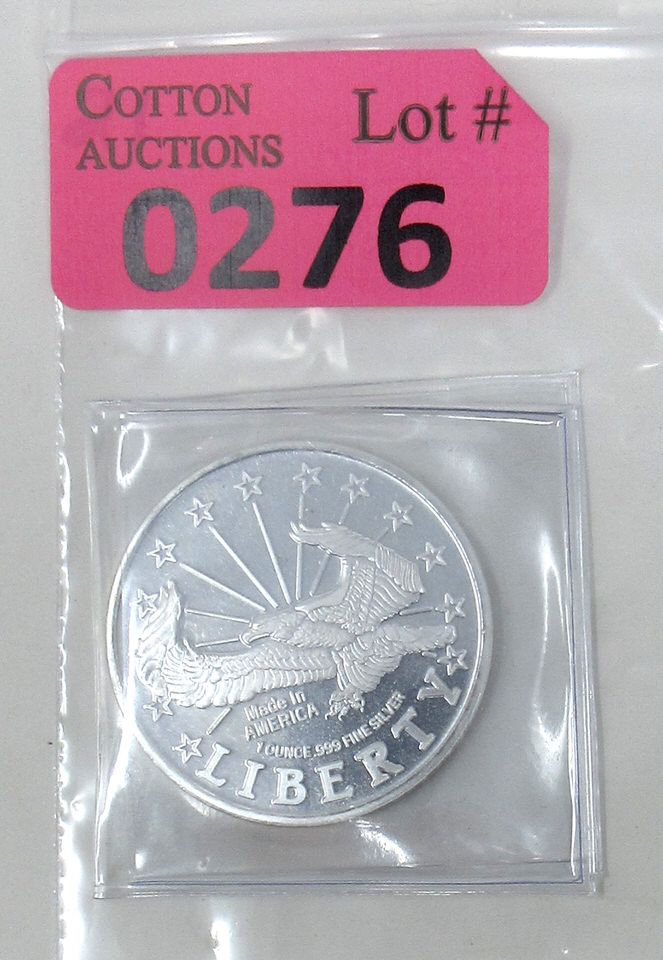 COTTON
AUCTIONS
Lot #
0276
Made In
AMERICA
1 OUNCE .999 FINE SILVER
LIBERTY